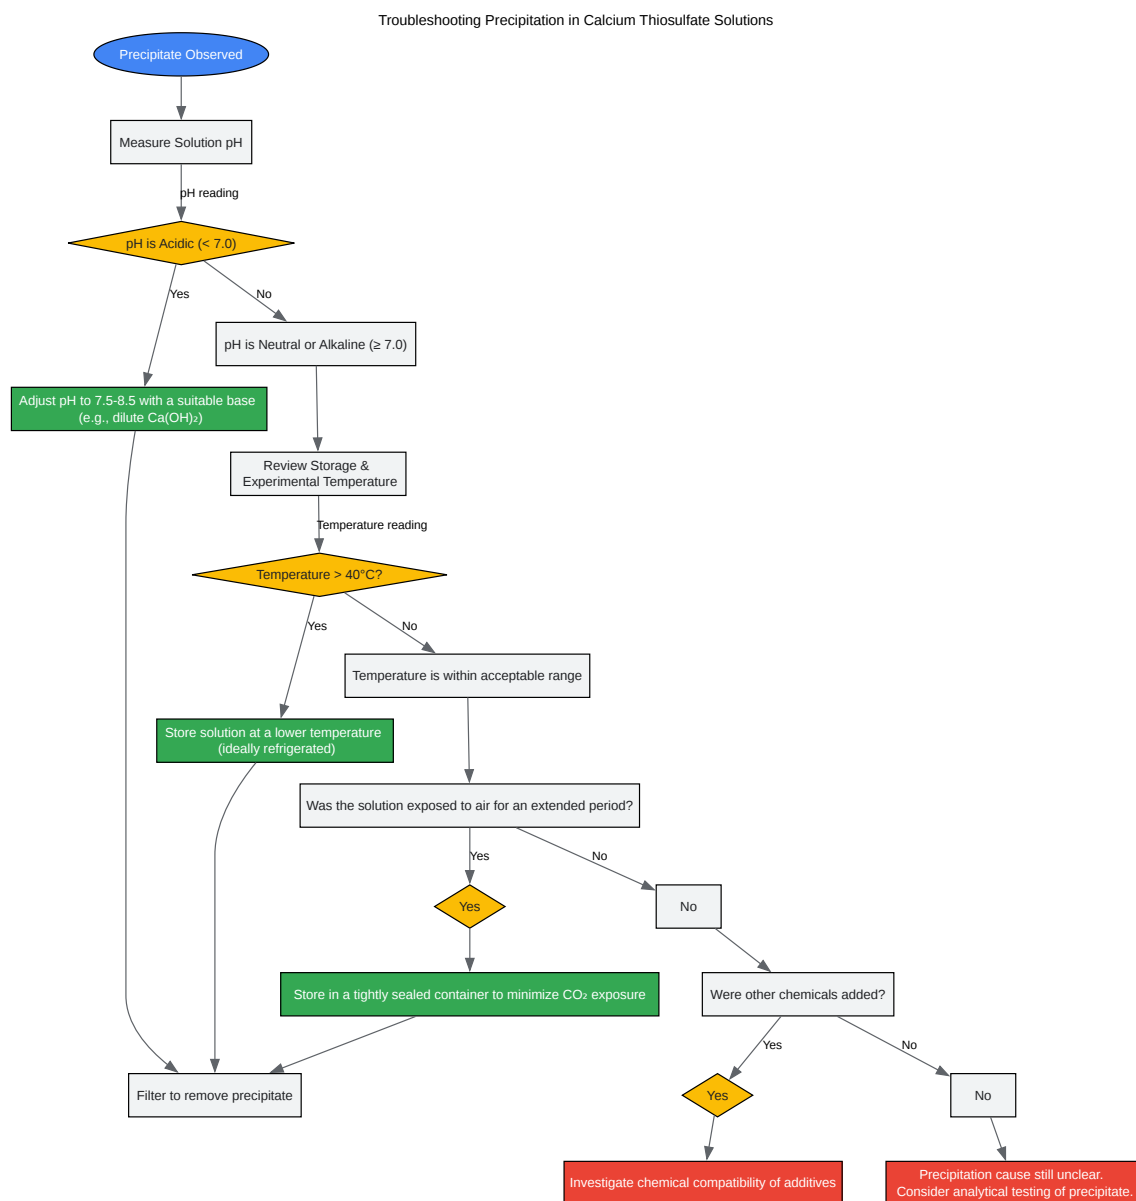 Troubleshooting Precipitation in Calcium Thiosulfate Solutions
Precipitate Observed
Measure Solution pH
pH reading
pH is Acidic (< 7.0)
Yes
No
pH is Neutral or Alkaline (≥ 7.0)
Adjust pH to 7.5-8.5 with a suitable base
(e.g., dilute Ca(OH)₂)
Review Storage &
Experimental Temperature
Temperature reading
Temperature > 40°C?
Yes
No
Temperature is within acceptable range
Store solution at a lower temperature
(ideally refrigerated)
Was the solution exposed to air for an extended period?
Yes
No
Yes
No
Store in a tightly sealed container to minimize CO₂ exposure
Were other chemicals added?
Yes
No
Filter to remove precipitate
Yes
No
Investigate chemical compatibility of additives
Precipitation cause still unclear.
Consider analytical testing of precipitate.